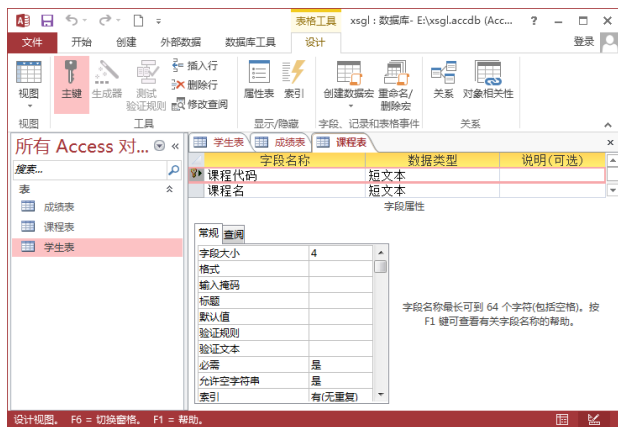 表格工具 xsgl : 数据库- E:\xsgl.accdb (Acc... ?
文件 开始 创建 外部数据 数据库工具 设计 登录
视图 主键 生成器 测试验证规则 插入行 删除行 修改查阅 属性表 索引 创建数据宏 重命名/删除宏 关系 对象相关性
视图 工具 显示/隐藏 字段、记录和表格事件 关系
所有 Access 对... «
学生表 成绩表 课程表 ×
搜索...
字段名称 数据类型 说明(可选)
课程代码 短文本
表
课程名 短文本
成绩表
字段属性
课程表
学生表
常规 查阅
字段大小 4
格式
输入掩码
标题
默认值
验证规则
验证文本
必需 是
允许空字符串 是
索引 有(无重复)
字段名称最长可到 64 个字符(包括空格)。按
F1 键可查看有关字段名称的帮助。
设计视图。 F6 = 切换窗格。 F1 = 帮助。